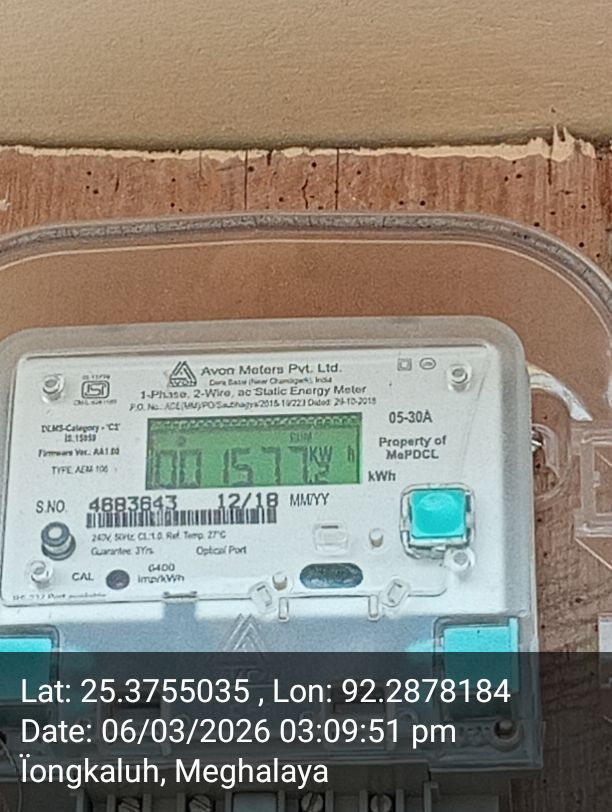 Avon Meters Pvt. Ltd.
Dera Bassi (Near Chandigarh), India
1-Phase, 2-Wire, ac Static Energy Meter
P.O. No.: ACE(MM)/PO/Saubhagya/2018-19/223 Dated: 29-10-2018
05-30A
DLMS-Category - 'C2'
IS.15959
Firmware Ver.: AA1.00
Property of
MePDCL
TYPE: AEM-106
kWh
S.NO. 4683643 12/18 MM/YY
240V, 50Hz, CL:1.0, Ref. Temp. 27°C
Guarantee 3Yrs. Optical Port
CAL 6400
imp/kWh
Lat: 25.3755035 , Lon: 92.2878184
Date: 06/03/2026 03:09:51 pm
Ïongkaluh, Meghalaya